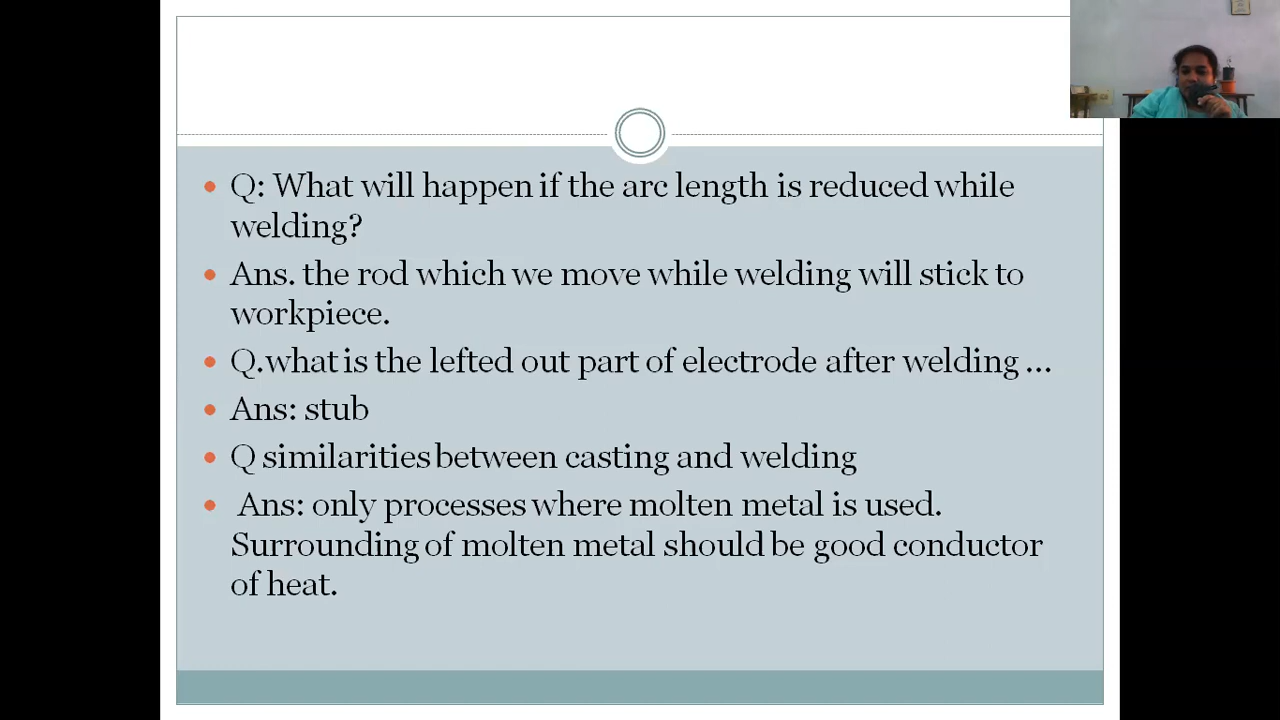 Q: What will happen if the arc length is reduced while
welding?
Ans. the rod which we move while welding will stick to
workpiece.
Q.what is the lefted out part of electrode after welding ...
Ans: stub
Q similarities between casting and welding
Ans: only processes where molten metal is used.
Surrounding of molten metal should be good conductor
of heat.